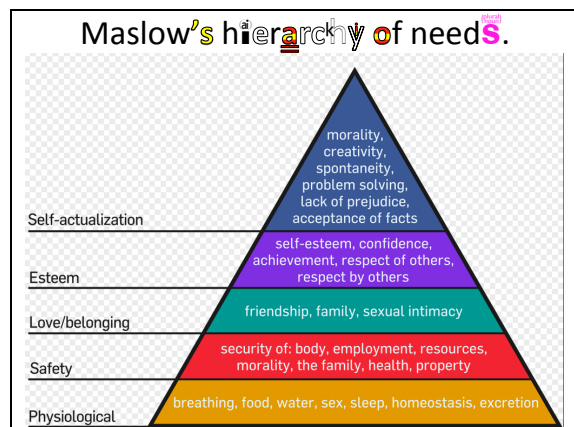 Maslow's hierarchy of needs.
ai
k
y
plural
(noun)
morality,
creativity,
spontaneity,
problem solving,
lack of prejudice,
acceptance of facts
Self-actualization
self-esteem, confidence,
achievement, respect of others,
respect by others
Esteem
friendship, family, sexual intimacy
Love/belonging
security of: body, employment, resources,
morality, the family, health, property
Safety
breathing, food, water, sex, sleep, homeostasis, excretion
Physiological